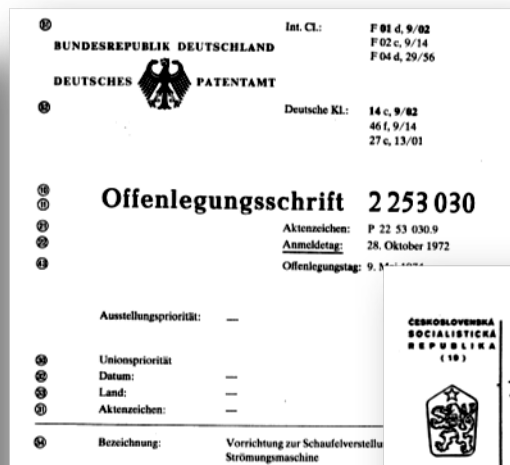 Int. Cl.: F 01 d, 9/02
F 02 c, 9/14
F 04 d, 29/56
BUNDESREPUBLIK DEUTSCHLAND
DEUTSCHES PATENTAMT
Deutsche Kl.: 14 c, 9/02
46 f, 9/14
27 c, 13/01
Offenlegungsschrift 2 253 030
Aktenzeichen: P 22 53 030.9
Anmeldetag: 28. Oktober 1972
Offenlegungstag: 9.
Ausstellungspriorität: —
Unionspriorität
Datum: —
Land: —
Aktenzeichen: —
Bezeichnung: Vorrichtung zur Schaufelverstellu
Strömungsmaschine
ČESKOSLOVENSKÁ
SOCIALISTICKÁ
REPUBLIKA
(19)